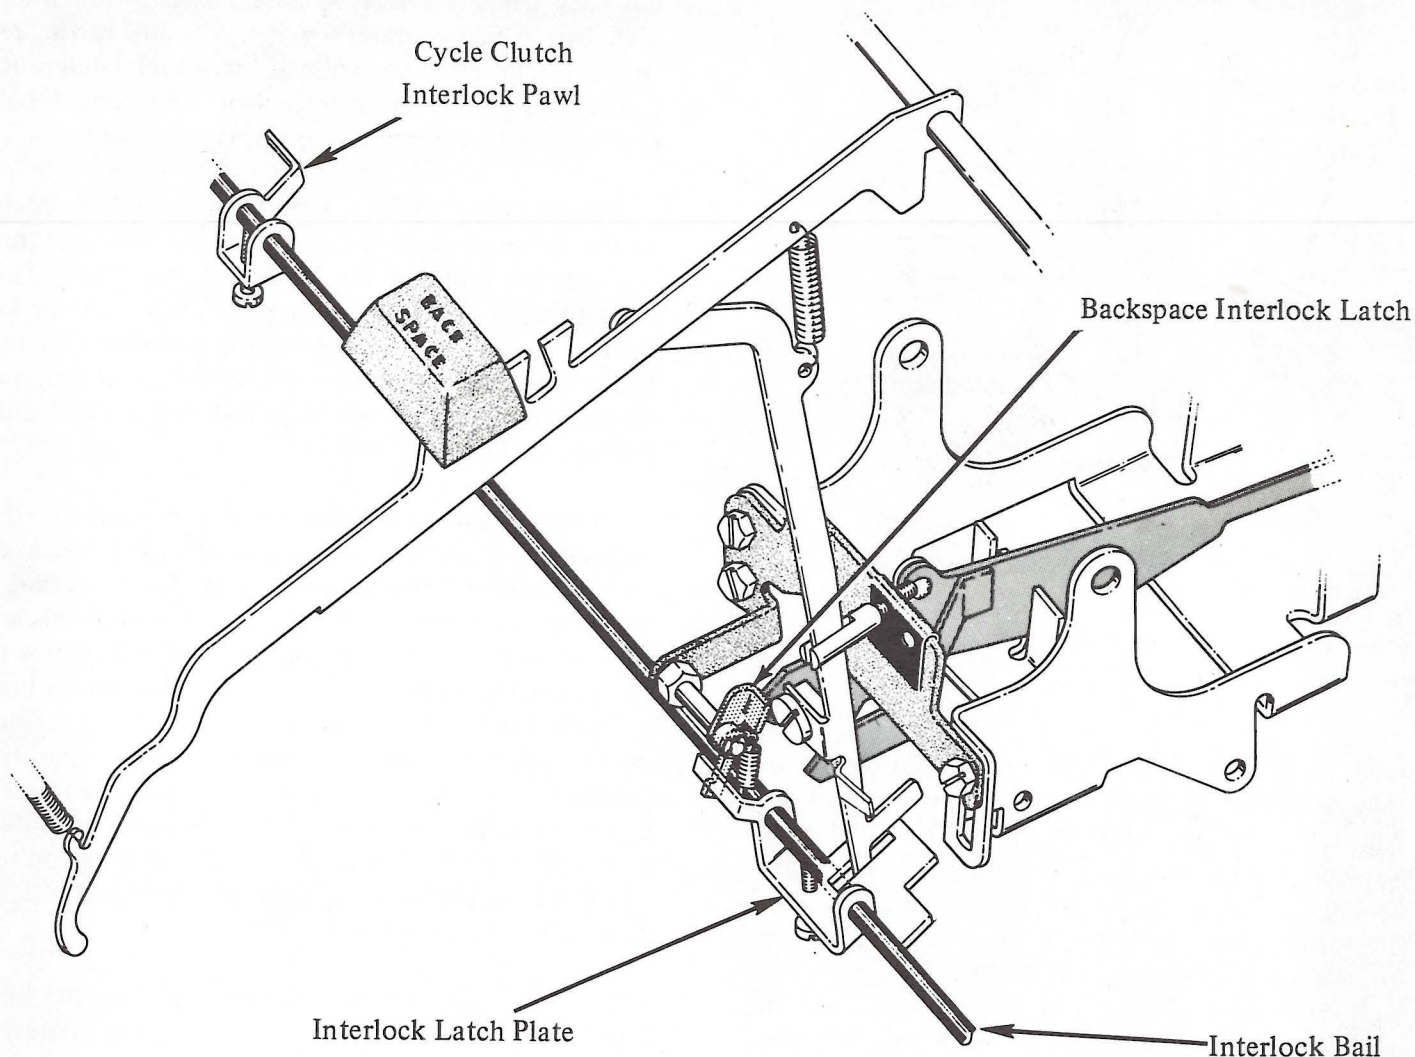 Cycle Clutch
Interlock Pawl
BACK
SPACE
Backspace Interlock Latch
Interlock Latch Plate
Interlock Bail